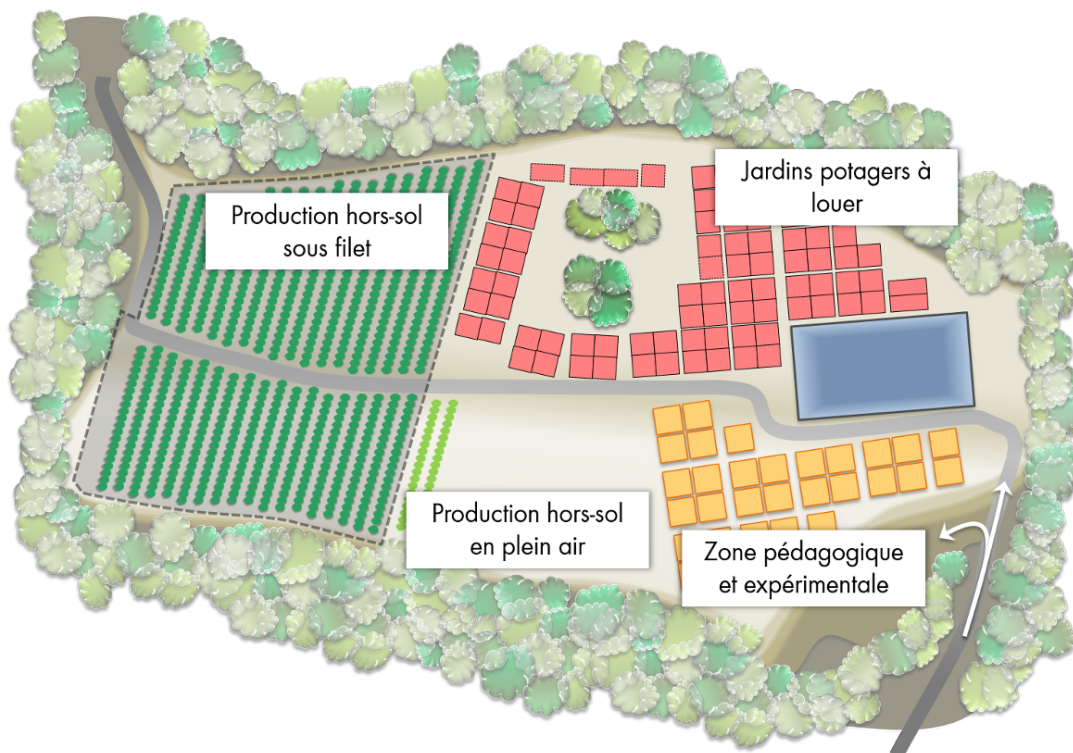 Jardins potagers à
louer
Production hors-sol
sous filet
Production hors-sol
en plein air
Zone pédagogique
et expérimentale